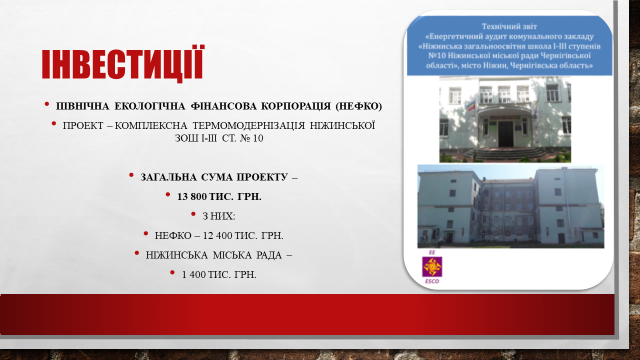 ІНВЕСТИЦІЇ
• ПІВНІЧНА ЕКОЛОГІЧНА ФІНАНСОВА КОРПОРАЦІЯ (НЕФКО)
• ПРОЕКТ – КОМПЛЕКСНА ТЕРМОМОДЕРНІЗАЦІЯ НІЖИНСЬКОЇ
ЗОШ І-ІІІ СТ. № 10
• ЗАГАЛЬНА СУМА ПРОЕКТУ –
• 13 800 ТИС. ГРН.
• З НИХ:
• НЕФКО – 12 400 ТИС. ГРН.
• НІЖИНСЬКА МІСЬКА РАДА –
• 1 400 ТИС. ГРН.
Технічний звіт
«Енергетичний аудит комунального закладу
«Ніжинська загальноосвітня школа І-ІІІ ступенів
№10 Ніжинської міської ради Чернігівської
області», місто Ніжин, Чернігівська область»
EE
ESCO